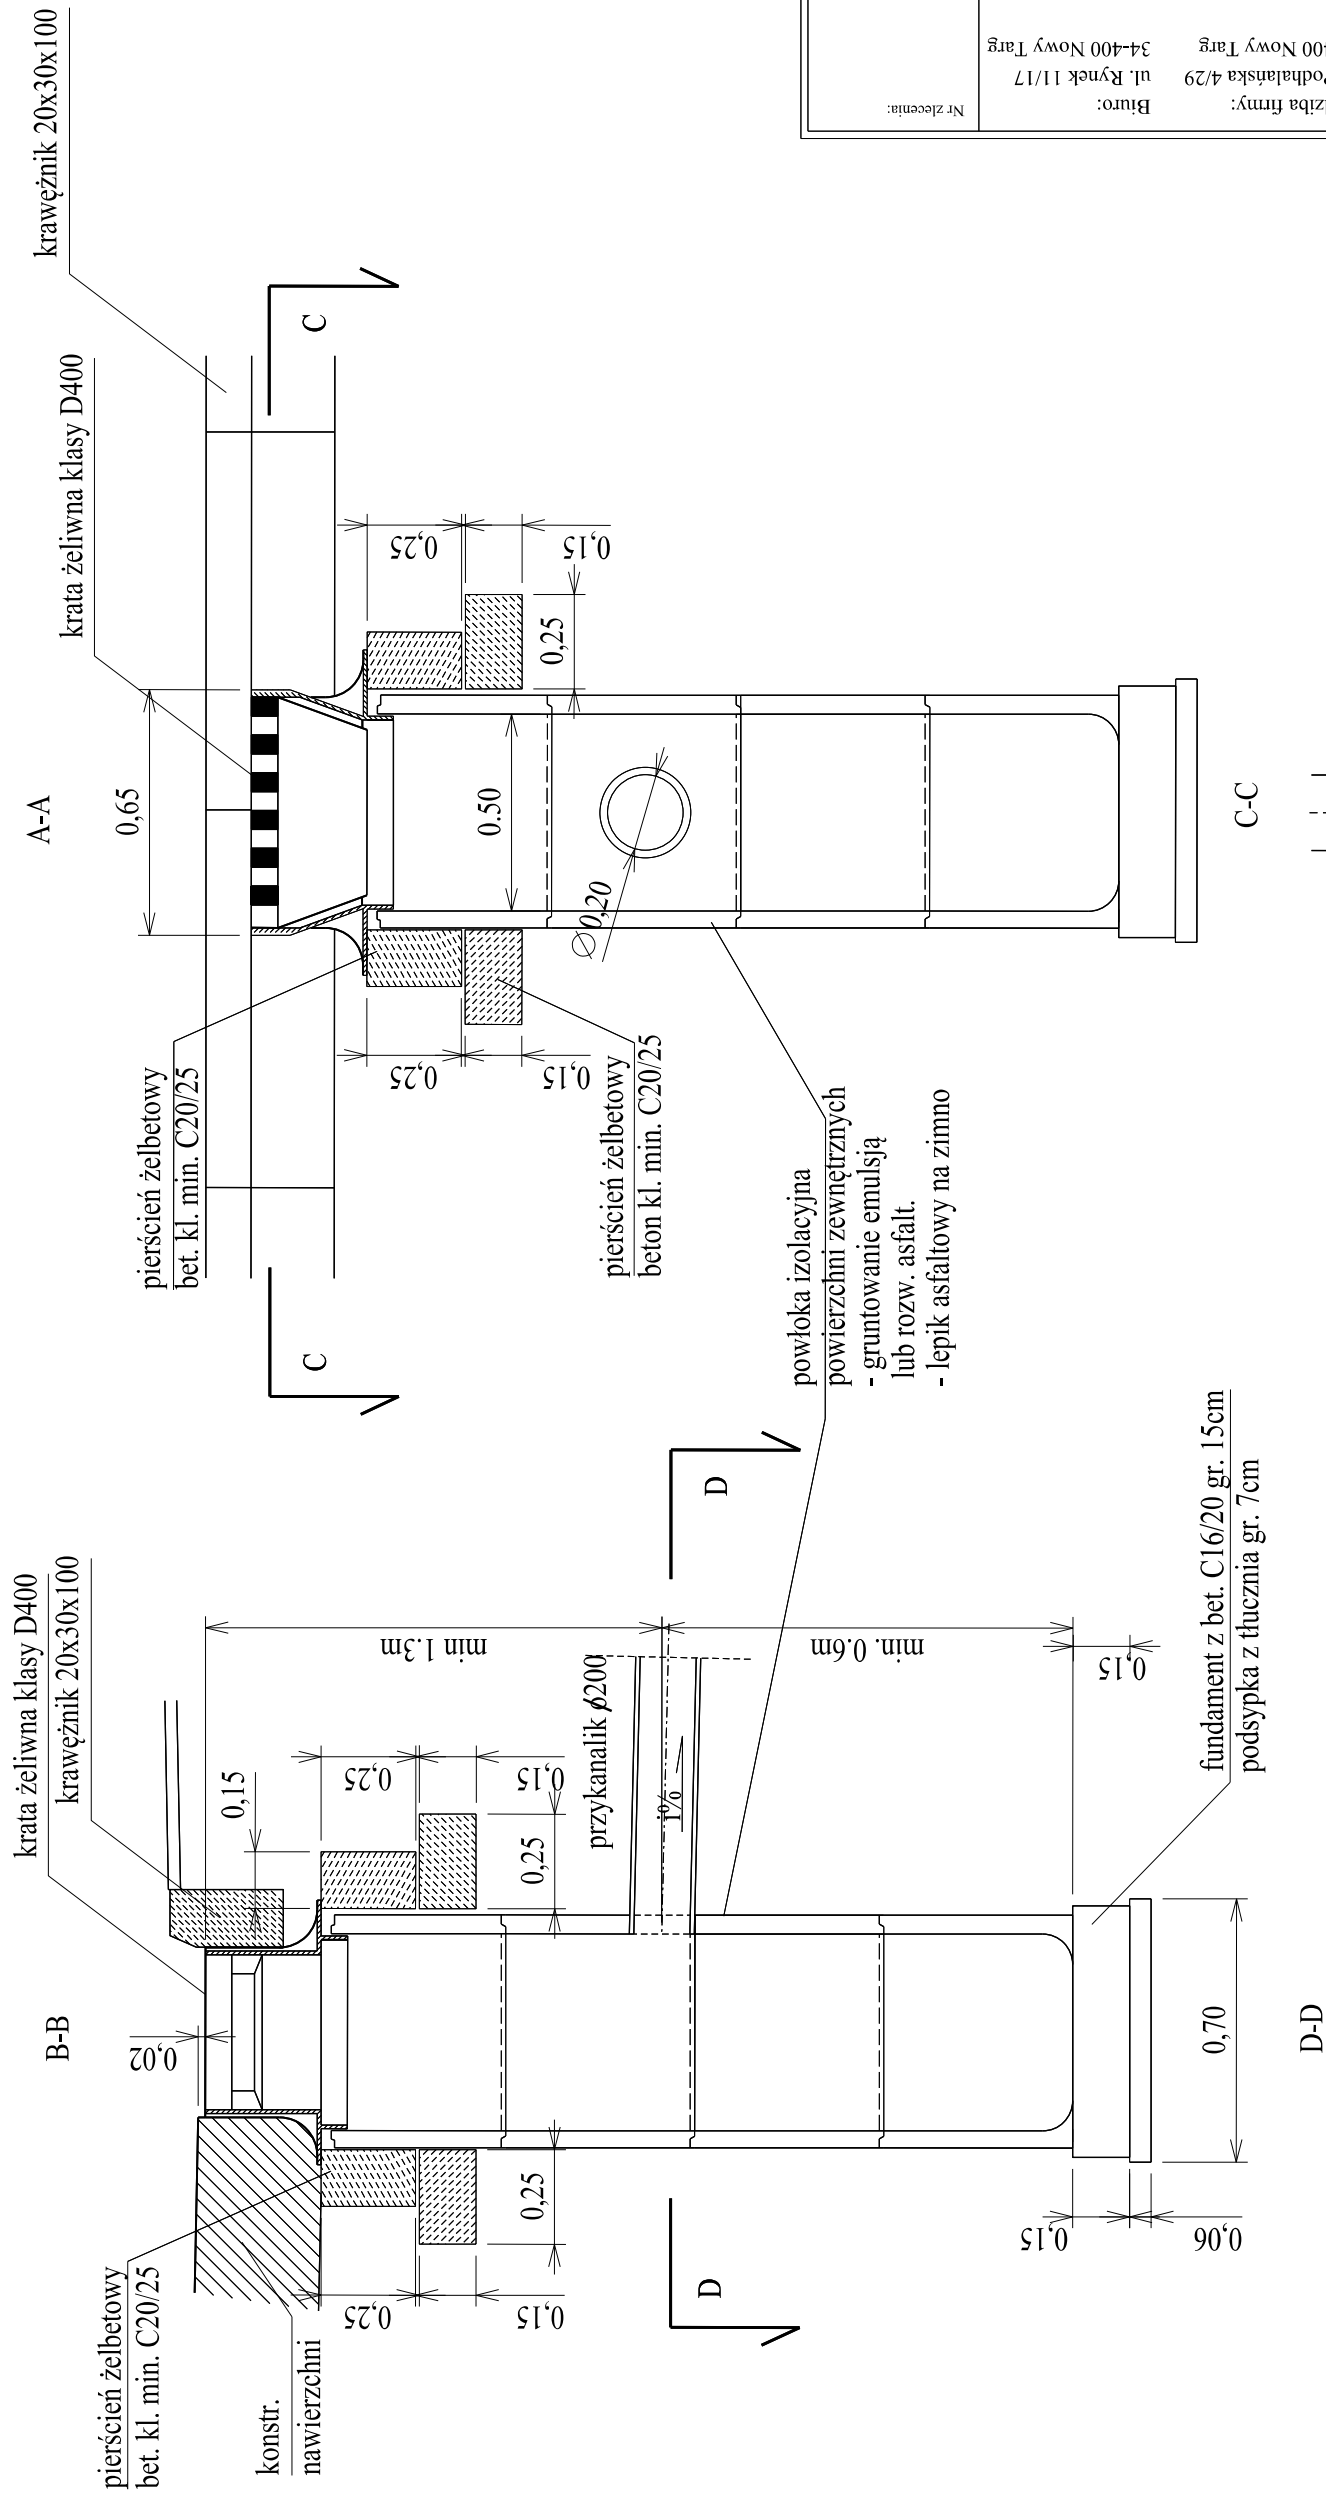 B-B
krata żeliwna klasy D400
krawężnik 20x30x100
0,02
0,15
pierścień żelbetowy
bet. kl. min. C20/25
konstr.
nawierzchni
0,25
0,15
0,25
0,25
0,15
0,25
min 1.3m
przykanalik ϕ200
1%
min. 0.6m
0,15
D
D
0,15
0,06
0,70
fundament z bet. C16/20 gr. 15cm
podsypka z tłucznia gr. 7cm
D-D
A-A
krata żeliwna klasy D400
krawężnik 20x30x100
0,65
C
C
pierścień żelbetowy
bet. kl. min. C20/25
0,25
0,15
0,25
0,15
0,25
0.50
∅ 0,20
pierścień żelbetowy
beton kl. min. C20/25
powłoka izolacyjna
powierzchni zewnętrznych
- gruntowanie emulsją
lub rozw. asfalt.
- lepik asfaltowy na zimno
C-C
Nr zlecenia:
Biuro:
ul. Rynek 11/17
34-400 Nowy Targ
dziba firmy:
Podhalańska 4/29
400 Nowy Targ